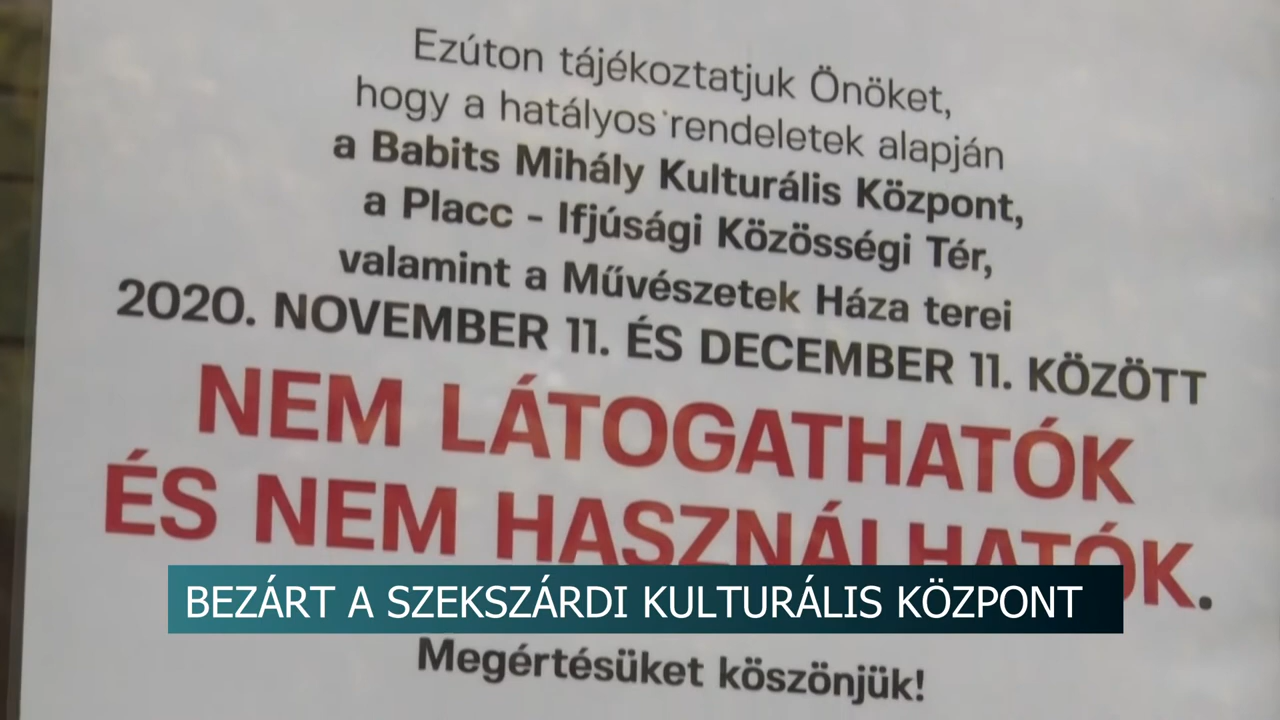 Ezúton tájékoztatjuk Önöket,
hogy a hatályos rendeletek alapján
a Babits Mihály Kulturális Központ,
a Placc - Ifjúsági Közösségi Tér,
valamint a Művészetek Háza terei
2020. NOVEMBER 11. ÉS DECEMBER 11. KÖZÖTT
NEM LÁTOGATHATÓK
ÉS NEM HASZNÁLHATÓK.
BEZÁRT A SZEKSZÁRDI KULTURÁLIS KÖZPONT
Megértésüket köszönjük!